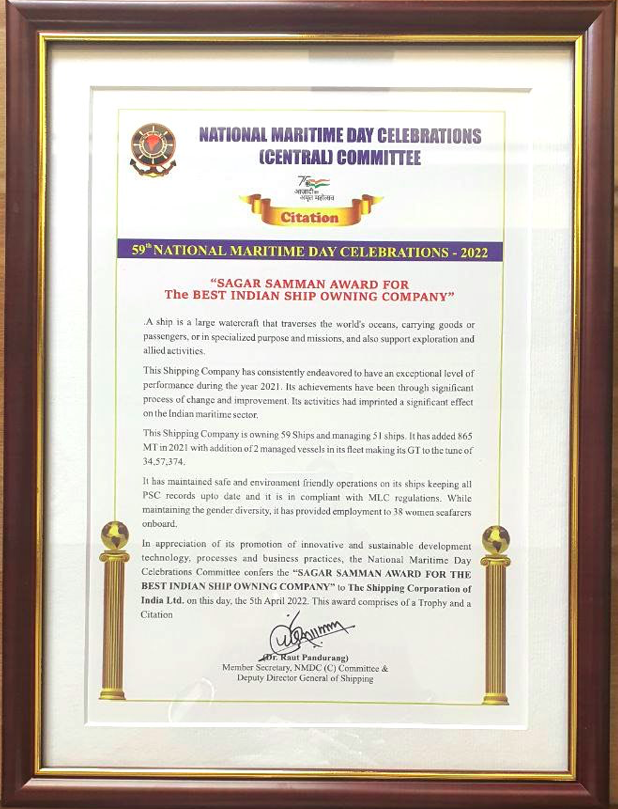 NATIONAL MARITIME DAY CELEBRATIONS
(CENTRAL) COMMITTEE
75
आज़ादी का
अमृत महोत्सव
Citation
59th NATIONAL MARITIME DAY CELEBRATIONS - 2022
“SAGAR SAMMAN AWARD FOR
The BEST INDIAN SHIP OWNING COMPANY”
.A ship is a large watercraft that traverses the world's oceans, carrying goods or
passengers, or in specialized purpose and missions, and also support exploration and
allied activities.
This Shipping Company has consistently endeavored to have an exceptional level of
performance during the year 2021. Its achievements have been through significant
process of change and improvement. Its activities had imprinted a significant effect
on the Indian maritime sector.
This Shipping Company is owning 59 Ships and managing 51 ships. It has added 865
MT in 2021 with addition of 2 managed vessels in its fleet making its GT to the tune of
34,57,374.
It has maintained safe and environment friendly operations on its ships keeping all
PSC records upto date and it is in compliant with MLC regulations. While
maintaining the gender diversity, it has provided employment to 38 women seafarers
onboard.
In appreciation of its promotion of innovative and sustainable development
technology, processes and business practices, the National Maritime Day
Celebrations Committee confers the “SAGAR SAMMAN AWARD FOR THE
BEST INDIAN SHIP OWNING COMPANY” to The Shipping Corporation of
India Ltd. on this day, the 5th April 2022. This award comprises of a Trophy and a
Citation
(Dr. Raut Pandurang)
Member Secretary, NMDC (C) Committee &
Deputy Director General of Shipping